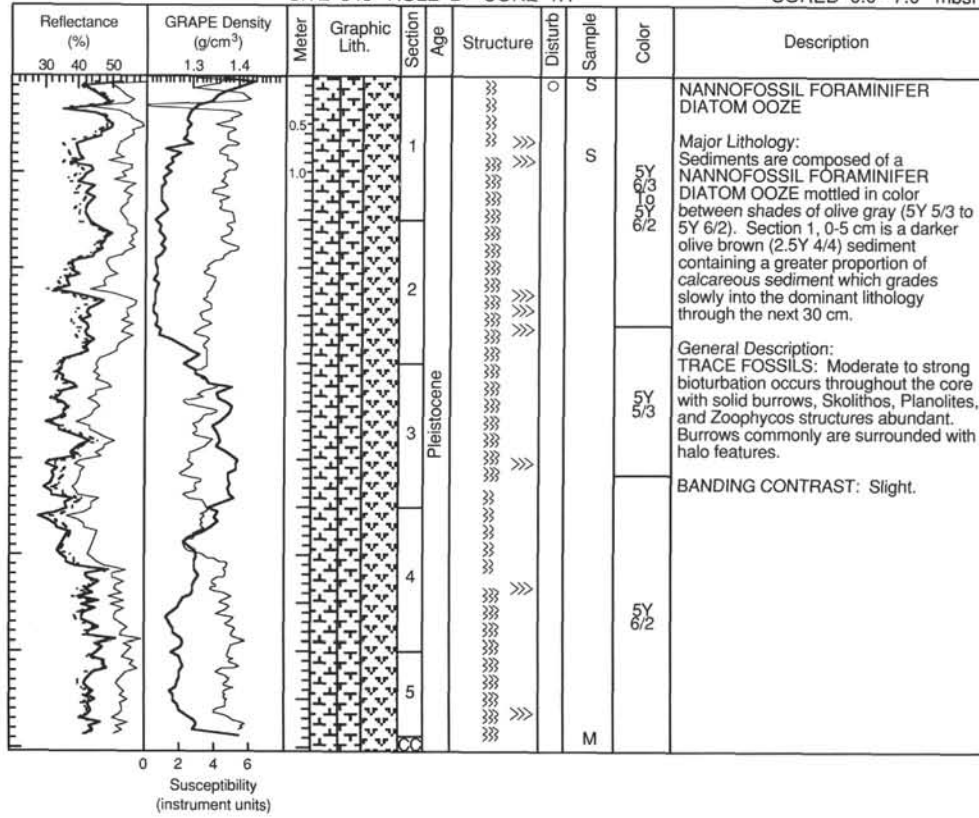 Reflectance
(%)
30 40 50
GRAPE Density
(g/cm³)
1.3 1.4
Meter
Graphic
Lith.
Section
Age
Structure
Disturb
Sample
Color
Description
0.5
1.0
1
2
3
4
5
CC
Pleistocene
S
S
M
5Y
6/3
To
5Y
6/2
5Y
5/3
5Y
6/2
NANNOFOSSIL FORAMINIFER
DIATOM OOZE
Major Lithology:
Sediments are composed of a
NANNOFOSSIL FORAMINIFER
DIATOM OOZE mottled in color
between shades of olive gray (5Y 5/3 to
5Y 6/2). Section 1, 0-5 cm is a darker
olive brown (2.5Y 4/4) sediment
containing a greater proportion of
calcareous sediment which grades
slowly into the dominant lithology
through the next 30 cm.
General Description:
TRACE FOSSILS: Moderate to strong
bioturbation occurs throughout the core
with solid burrows, Skolithos, Planolites,
and Zoophycos structures abundant.
Burrows commonly are surrounded with
halo features.
BANDING CONTRAST: Slight.
0 2 4 6
Susceptibility
(instrument units)